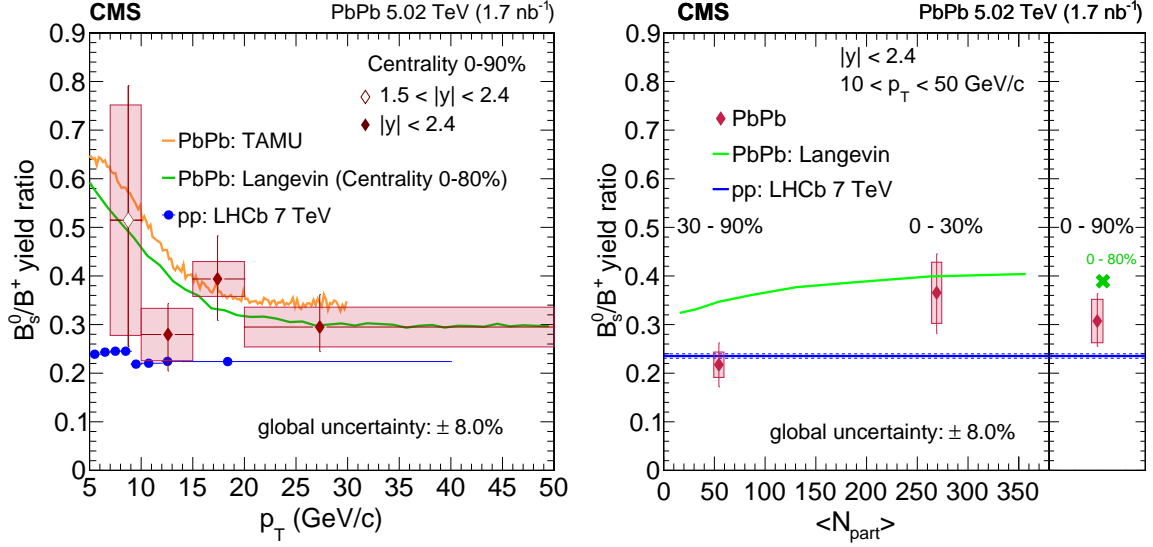 CMS PbPb 5.02 TeV (1.7 nb⁻¹)
0.9
0.8
0.7
0.6
0.5
0.4
0.3
0.2
0.1
0
B⁰ₛ/B⁺ yield ratio
Centrality 0-90%
1.5 < |y| < 2.4
|y| < 2.4
PbPb: TAMU
PbPb: Langevin (Centrality 0-80%)
pp: LHCb 7 TeV
global uncertainty: ± 8.0%
5 10 15 20 25 30 35 40 45 50
p_T (GeV/c)
CMS PbPb 5.02 TeV (1.7 nb⁻¹)
0.9
0.8
0.7
0.6
0.5
0.4
0.3
0.2
0.1
0
B⁰ₛ/B⁺ yield ratio
|y| < 2.4
10 < p_T < 50 GeV/c
PbPb
PbPb: Langevin
pp: LHCb 7 TeV
30 - 90% 0 - 30% 0 - 90%
0 - 80%
global uncertainty: ± 8.0%
0 50 100 150 200 250 300 350
<N_part>